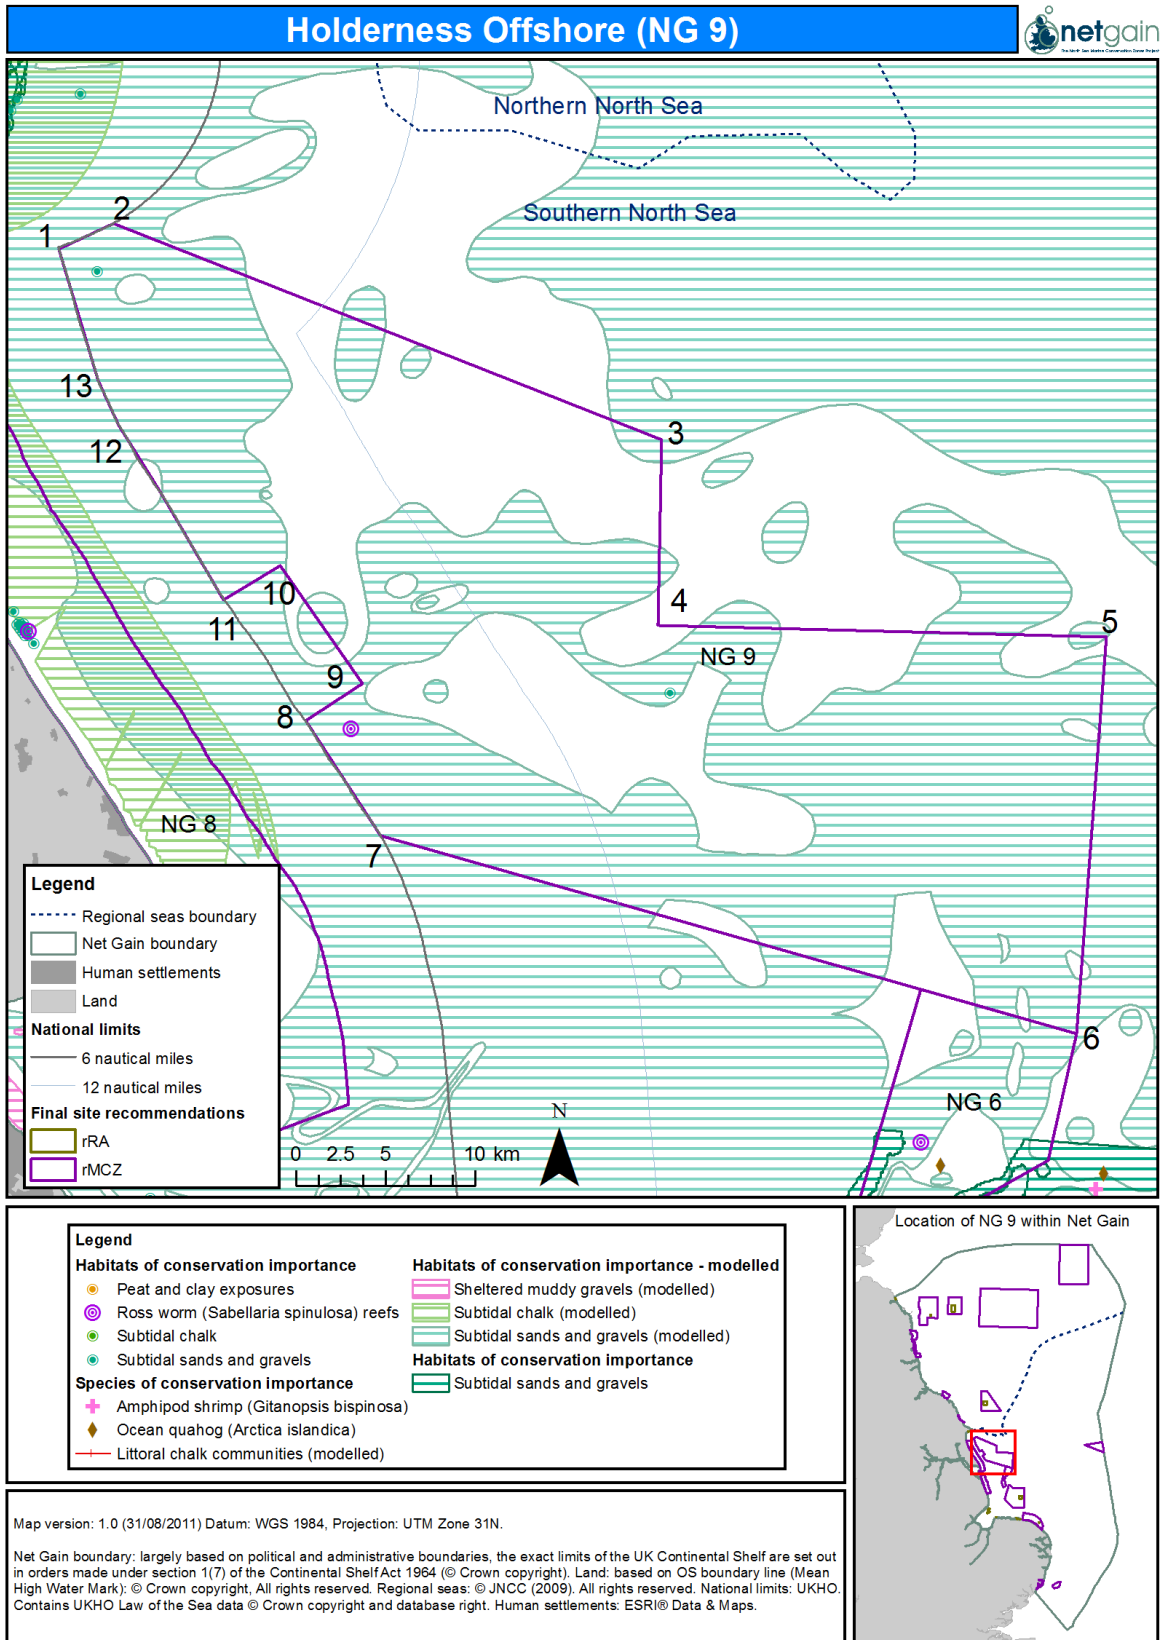 Holderness Offshore (NG 9)
netgain
The North Sea Marine Conservation Zones Project
Northern North Sea
Southern North Sea
2
1
3
13
12
4
5
10
11
NG 9
9
8
7
NG 8
6
NG 6
N
0 2.5 5 10 km
Legend
Regional seas boundary
Net Gain boundary
Human settlements
Land
National limits
6 nautical miles
12 nautical miles
Final site recommendations
rRA
rMCZ
Legend
Habitats of conservation importance
Peat and clay exposures
Ross worm (Sabellaria spinulosa) reefs
Subtidal chalk
Subtidal sands and gravels
Species of conservation importance
Amphipod shrimp (Gitanopsis bispinosa)
Ocean quahog (Arctica islandica)
Littoral chalk communities (modelled)
Habitats of conservation importance - modelled
Sheltered muddy gravels (modelled)
Subtidal chalk (modelled)
Subtidal sands and gravels (modelled)
Habitats of conservation importance
Subtidal sands and gravels
Location of NG 9 within Net Gain
Map version: 1.0 (31/08/2011) Datum: WGS 1984, Projection: UTM Zone 31N.
Net Gain boundary: largely based on political and administrative boundaries, the exact limits of the UK Continental Shelf are set out
in orders made under section 1(7) of the Continental Shelf Act 1964 (© Crown copyright). Land: based on OS boundary line (Mean
High Water Mark): © Crown copyright, All rights reserved. Regional seas: © JNCC (2009). All rights reserved. National limits: UKHO.
Contains UKHO Law of the Sea data © Crown copyright and database right. Human settlements: ESRI® Data & Maps.